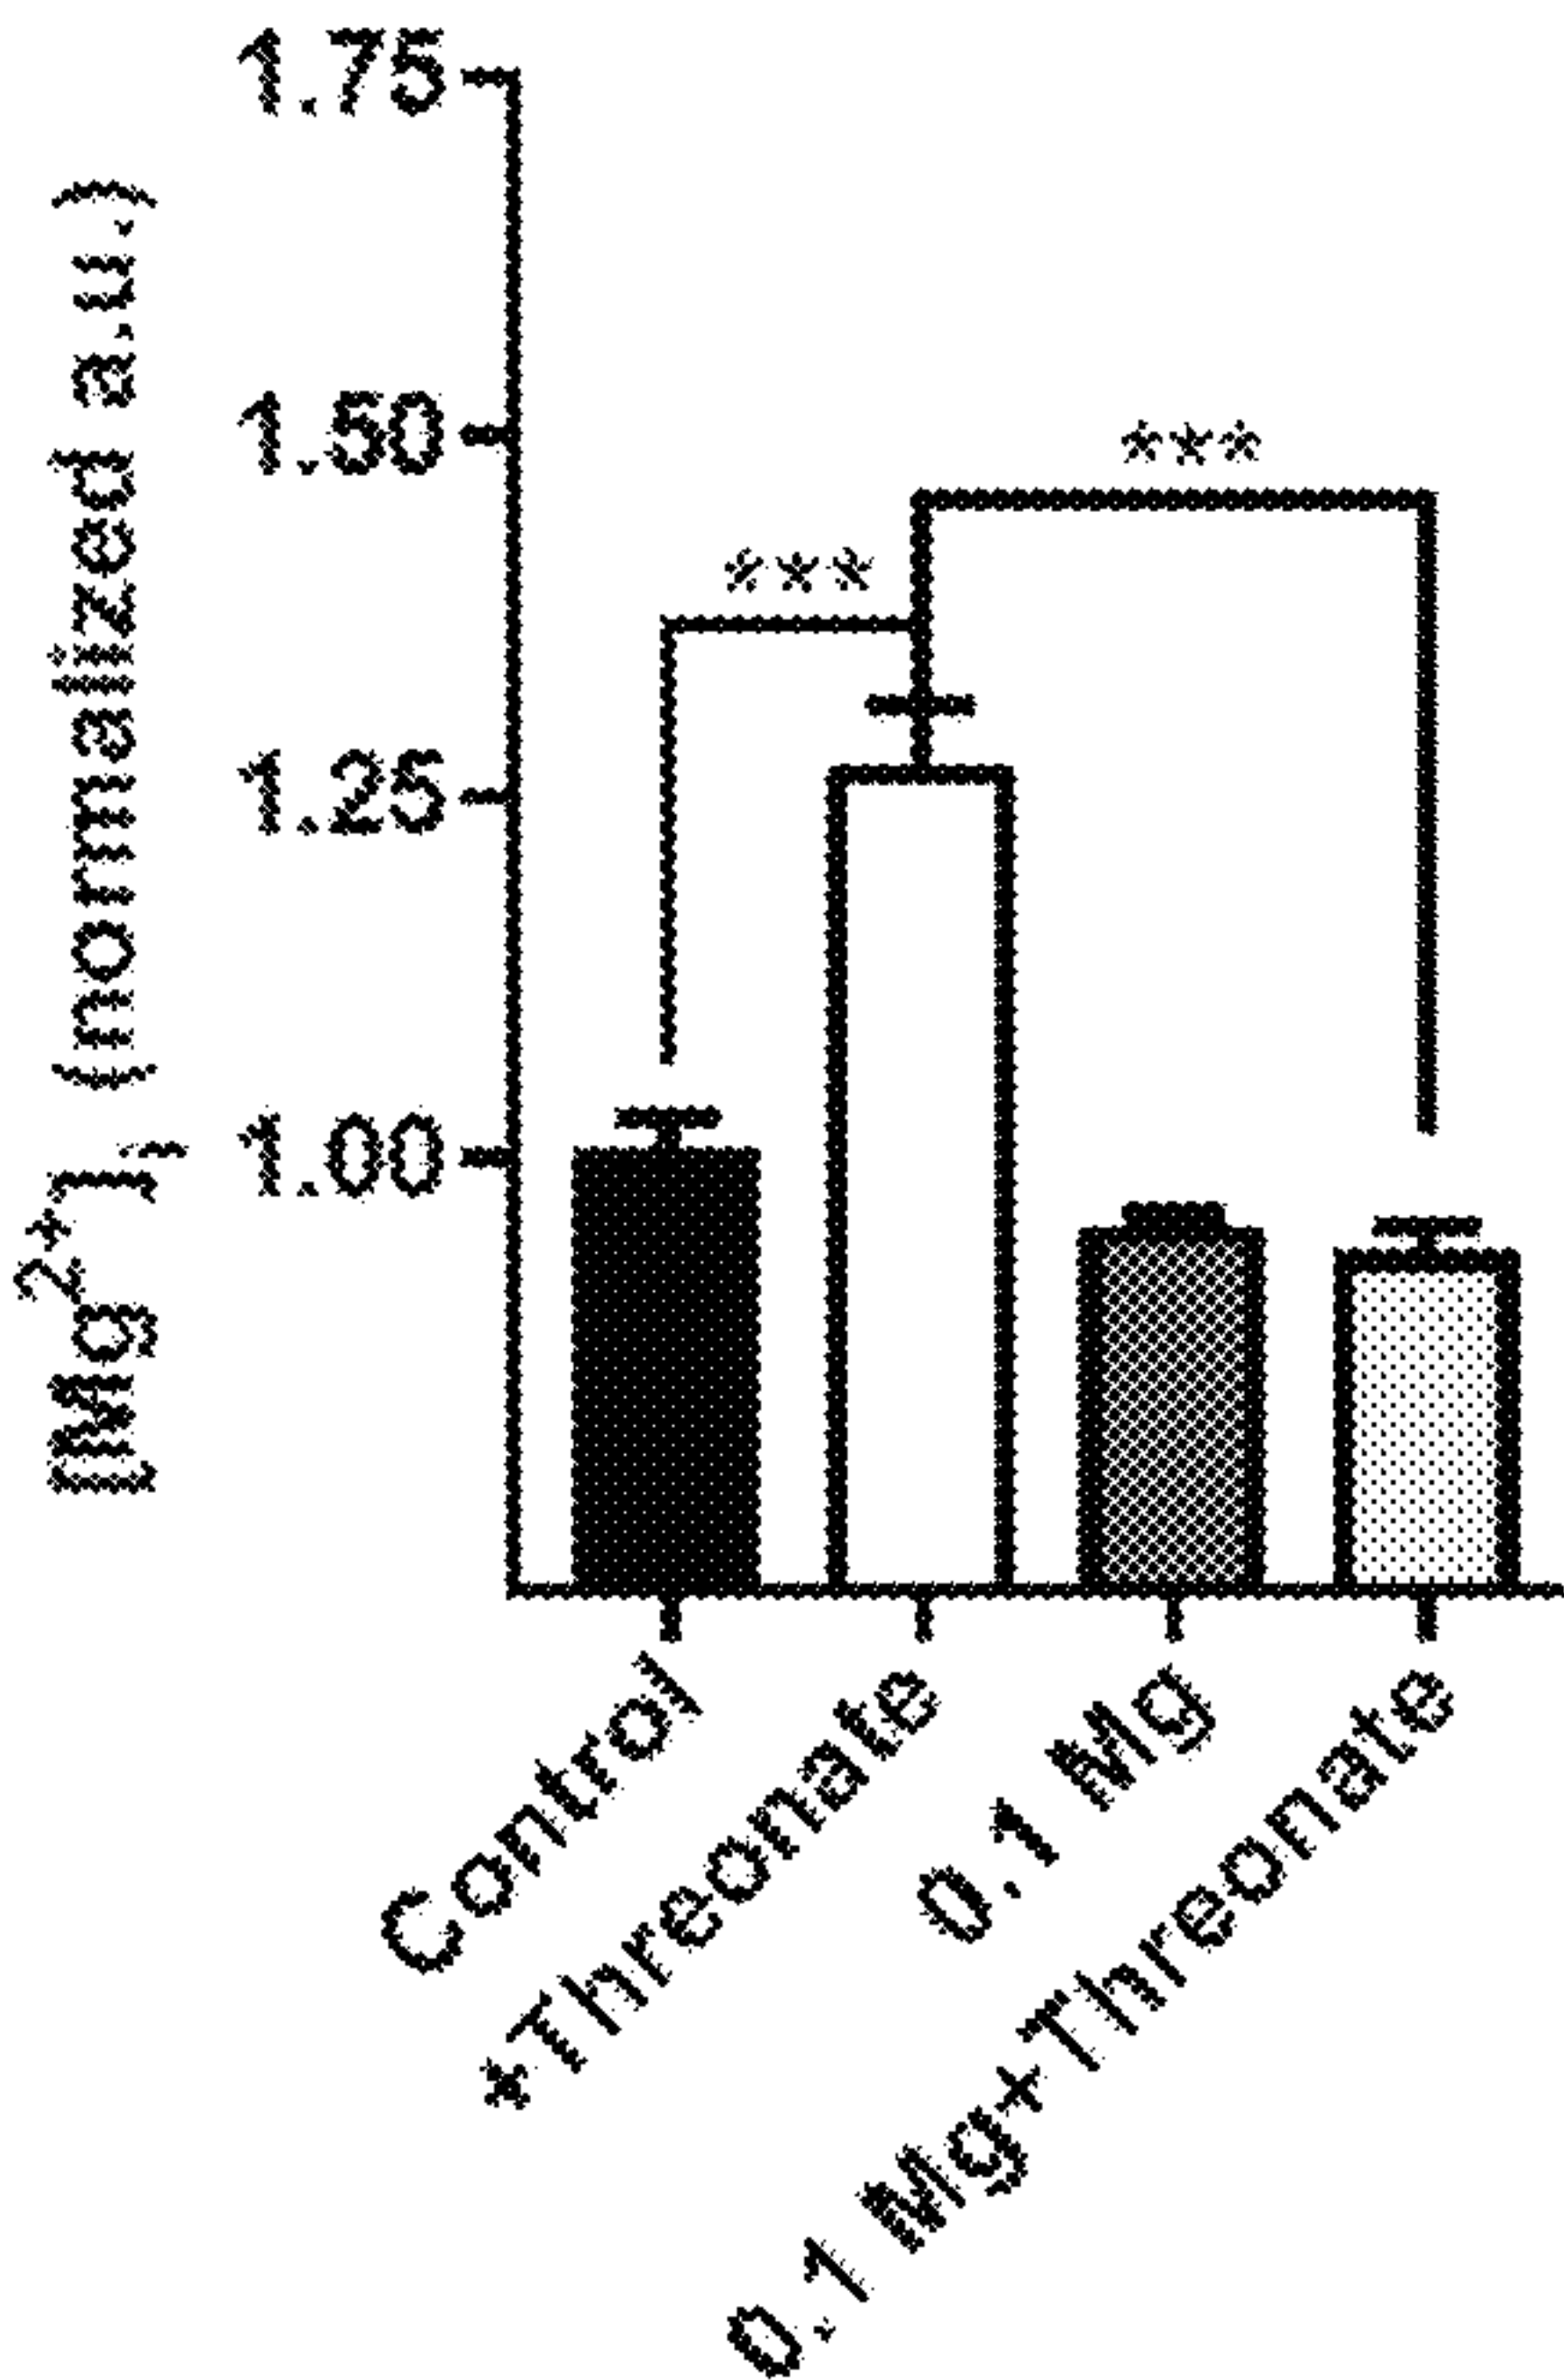 [Mg²⁺]ᵢ (normalized a.u.)
1.75
1.50
1.25
1.00
***
***
Control
*Threonate
0.1 Mg
0.1 Mg+Threonate